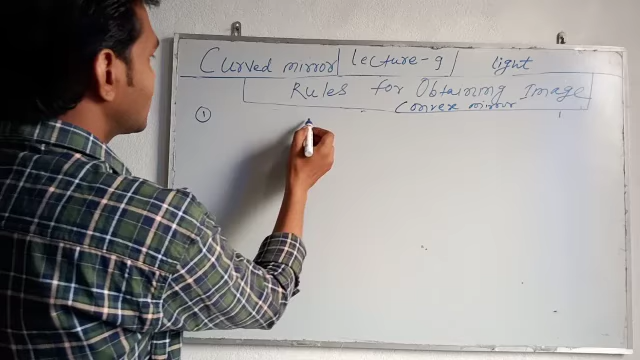 Curved mirror Lecture-9 light
Rules for Obtaining Image
Convex mirror
1